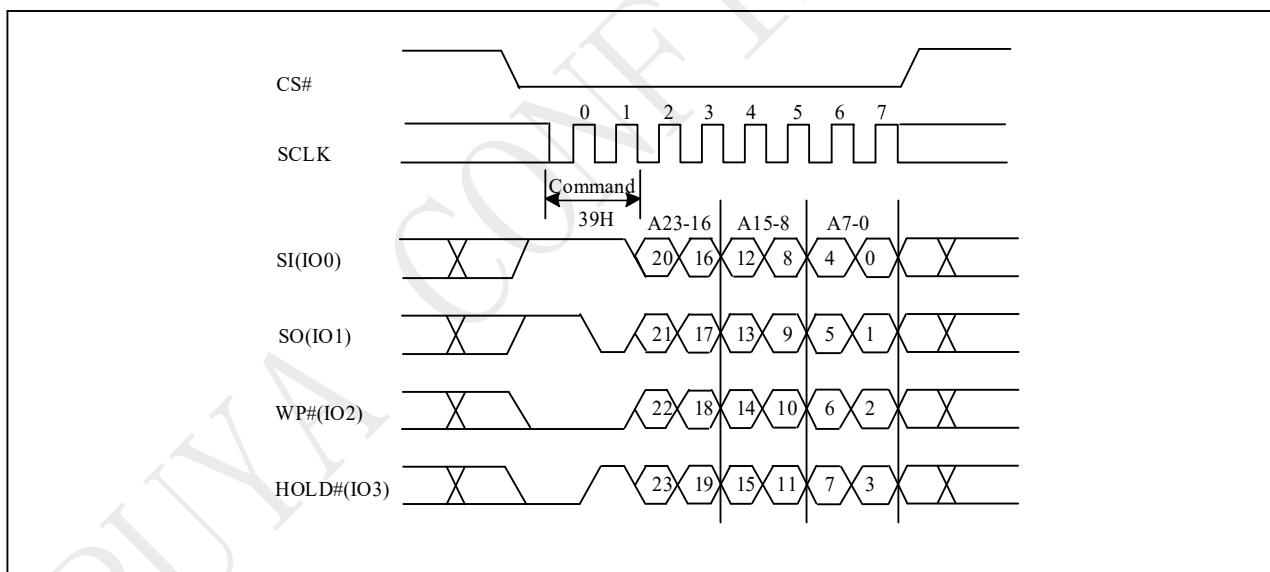 CS#
0 1 2 3 4 5 6 7
SCLK
Command
39H
A23-16 A15-8 A7-0
SI(IO0) 20 16 12 8 4 0
SO(IO1) 21 17 13 9 5 1
WP#(IO2) 22 18 14 10 6 2
HOLD#(IO3) 23 19 15 11 7 3